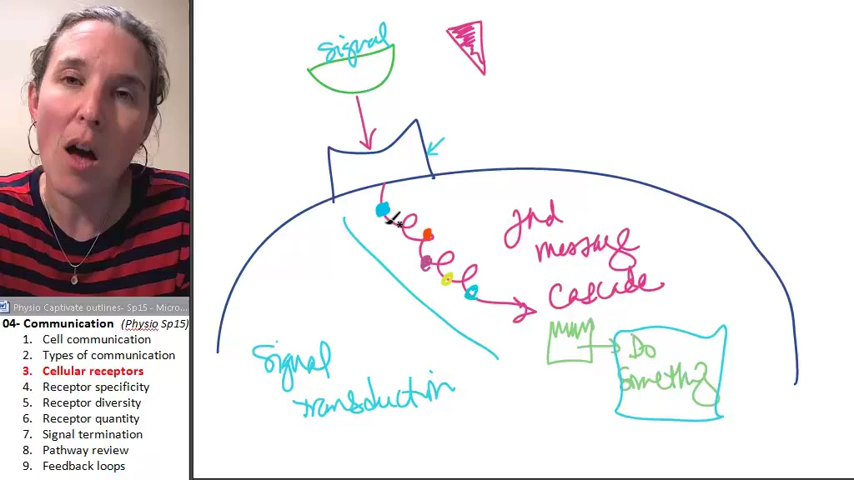 Signal
2nd
message
Cascade
Do
Something
Signal
transduction
Physio Captivate outlines- Sp15 - Micro...
04- Communication (Physio Sp15)
1. Cell communication
2. Types of communication
3. Cellular receptors
4. Receptor specificity
5. Receptor diversity
6. Receptor quantity
7. Signal termination
8. Pathway review
9. Feedback loops